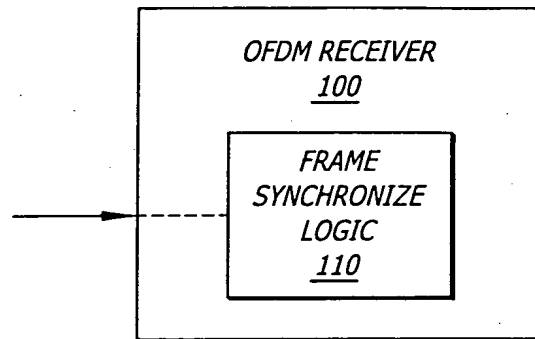 OFDM RECEIVER
100
FRAME
SYNCHRONIZE
LOGIC
110